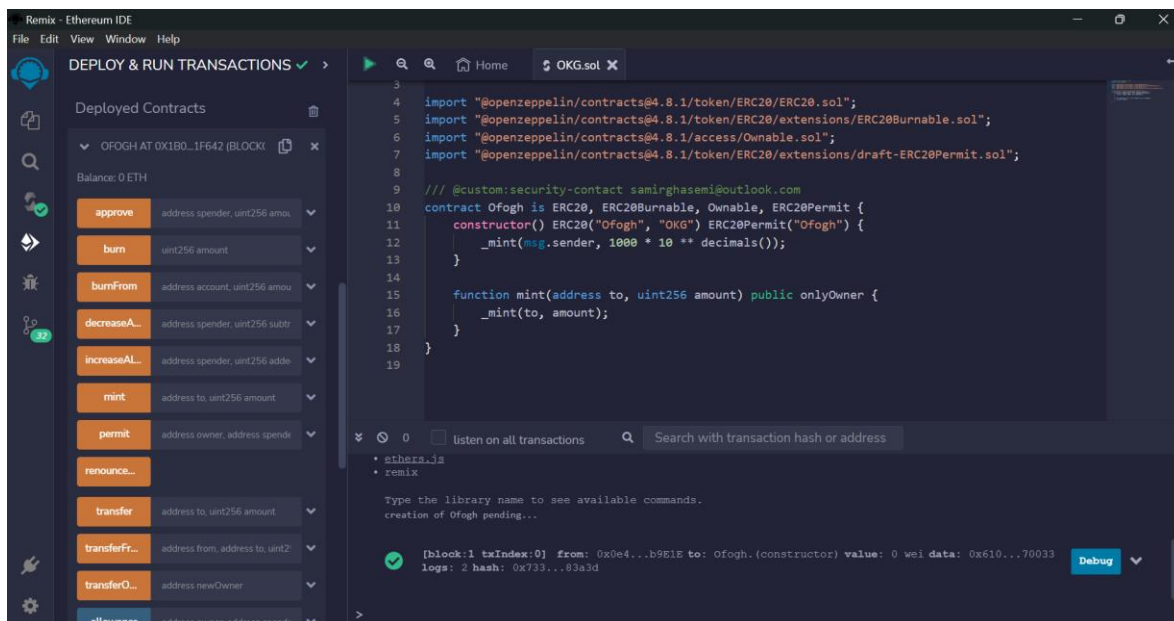 Remix - Ethereum IDE
File Edit View Window Help
DEPLOY & RUN TRANSACTIONS
Deployed Contracts
OFOGH AT 0X1B0...1F642 (BLOCK(
Balance: 0 ETH
approve address spender, uint256 amou
burn uint256 amount
burnFrom address account, uint256 amou
decreaseA... address spender, uint256 subtr
increaseAl... address spender, uint256 adde
mint address to, uint256 amount
permit address owner, address spende
renounce...
transfer address to, uint256 amount
transferFr... address from, address to, uint2
transferO... address newOwner
32
Home
OKG.sol
3
4 import "@openzeppelin/contracts@4.8.1/token/ERC20/ERC20.sol";
5 import "@openzeppelin/contracts@4.8.1/token/ERC20/extensions/ERC20Burnable.sol";
6 import "@openzeppelin/contracts@4.8.1/access/Ownable.sol";
7 import "@openzeppelin/contracts@4.8.1/token/ERC20/extensions/draft-ERC20Permit.sol";
8
9 /// @custom:security-contact samirghasemi@outlook.com
10 contract Ofogh is ERC20, ERC20Burnable, Ownable, ERC20Permit {
11 constructor() ERC20("Ofogh", "OKG") ERC20Permit("Ofogh") {
12 _mint(msg.sender, 1000 * 10 ** decimals());
13 }
14
15 function mint(address to, uint256 amount) public onlyOwner {
16 _mint(to, amount);
17 }
18 }
19
0 listen on all transactions Search with transaction hash or address
• ethers.js
• remix
Type the library name to see available commands.
creation of Ofogh pending...
[block:1 txIndex:0] from: 0x0e4...b9E1E to: Ofogh.(constructor) value: 0 wei data: 0x610...70033
logs: 2 hash: 0x733...83a3d
Debug
>